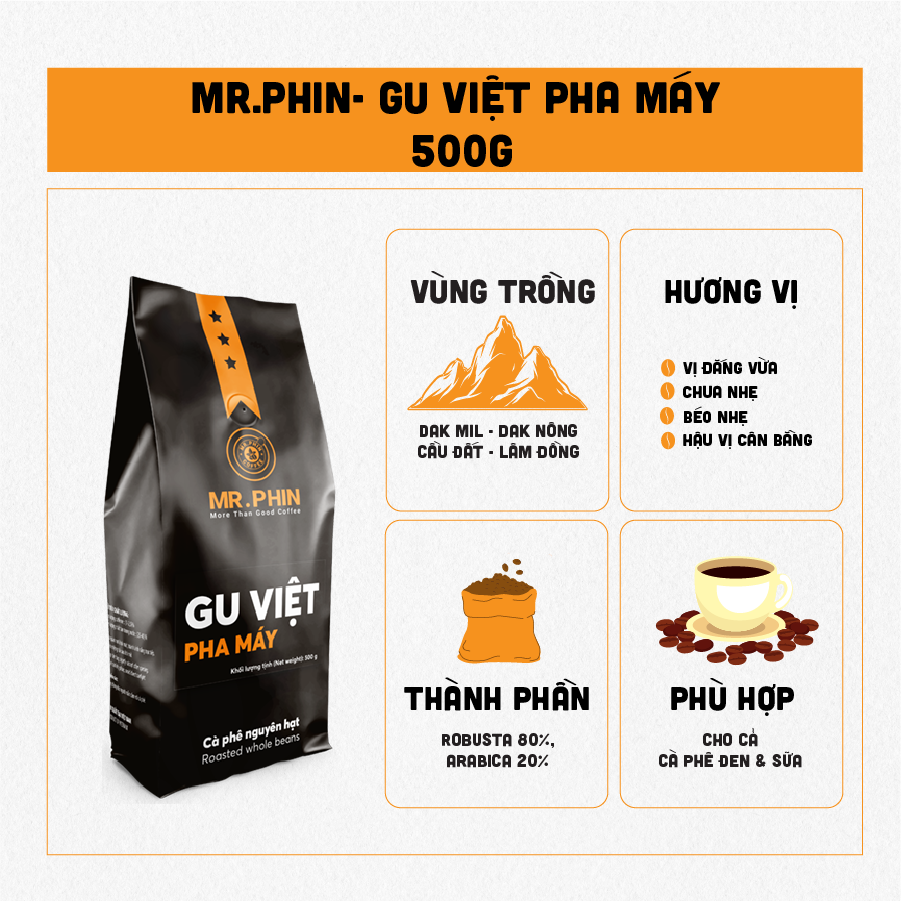 MR.PHIN- GU VIỆT PHA MÁY
500G
MR.PHIN
COFFEE
MR.PHIN
More Than Good Coffee
GU VIỆT
PHA MÁY
Khối lượng tịnh (Net weight): 500 g
Cà phê nguyên hạt
Roasted whole beans
VÙNG TRỒNG
DAK MIL - DAK NÔNG
CẦU ĐẤT - LÂM ĐỒNG
HƯƠNG VỊ
VỊ ĐẮNG VỪA
CHUA NHẸ
BÉO NHẸ
HẬU VỊ CÂN BẰNG
THÀNH PHẦN
ROBUSTA 80%,
ARABICA 20%
PHÙ HỢP
CHO CẢ
CÀ PHÊ ĐEN & SỮA